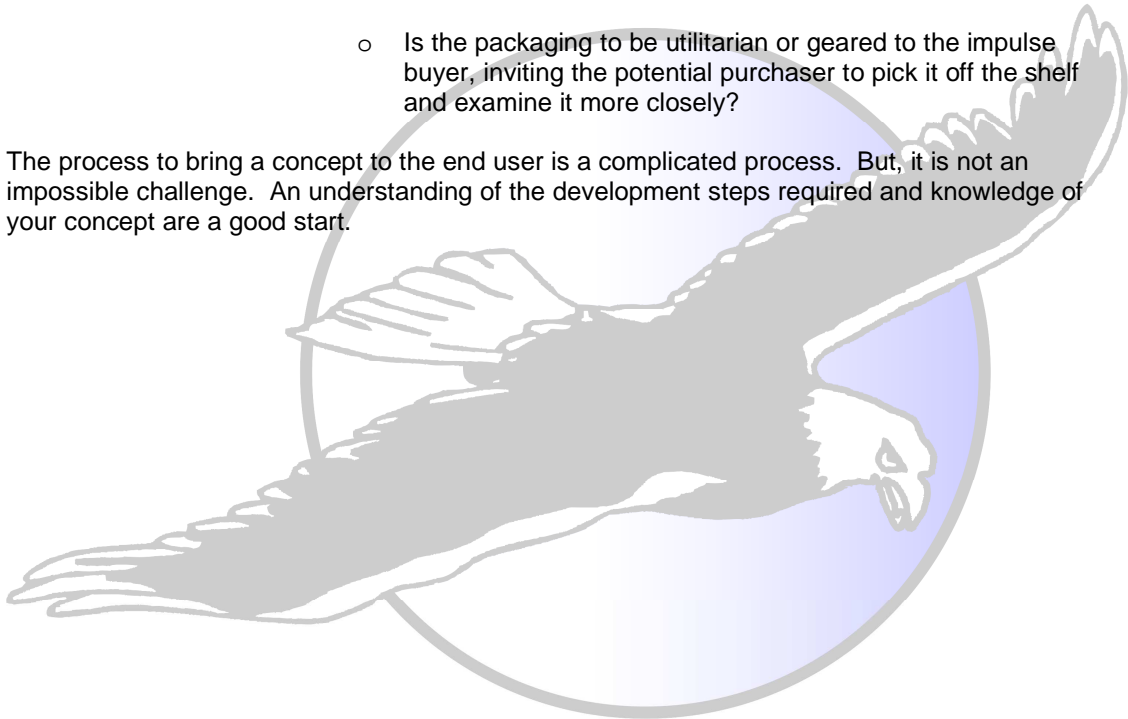 o Is the packaging to be utilitarian or geared to the impulse
buyer, inviting the potential purchaser to pick it off the shelf
and examine it more closely?
The process to bring a concept to the end user is a complicated process. But, it is not an
impossible challenge. An understanding of the development steps required and knowledge of
your concept are a good start.